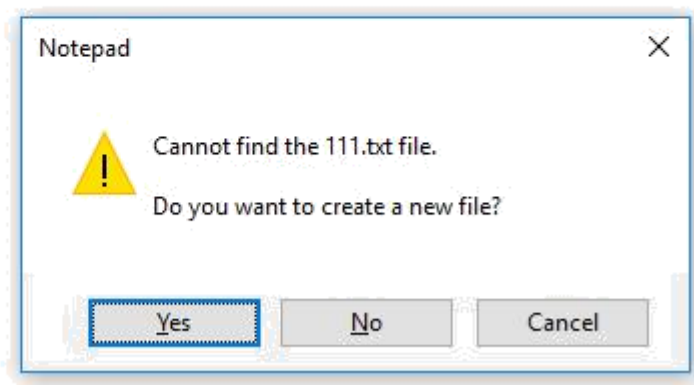 Notepad
Cannot find the 111.txt file.
Do you want to create a new file?
Yes No Cancel